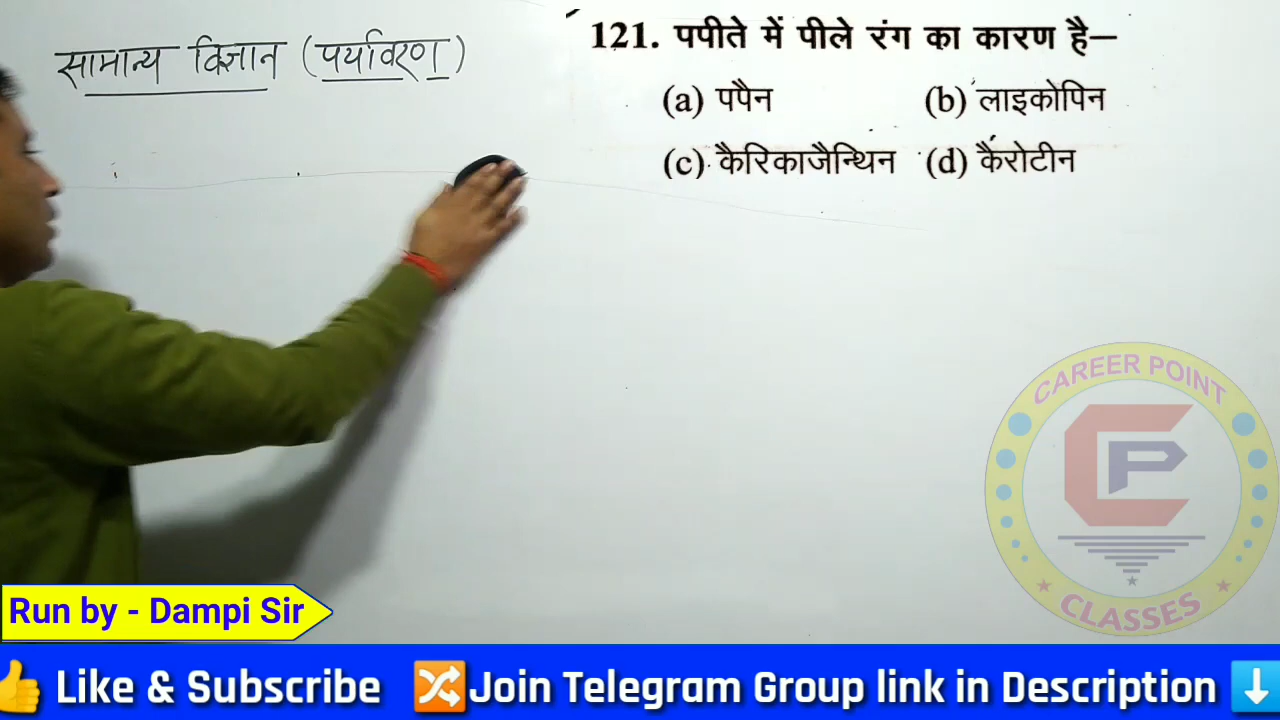 सामान्य विज्ञान (पर्यावरण)
121. पपीते में पीले रंग का कारण है—
(a) पपैन (b) लाइकोपिन
(c) कैरिकाजैन्थिन (d) कैरोटीन
CAREER POINT
CP
CLASSES
Run by - Dampi Sir
Like & Subscribe Join Telegram Group link in Description